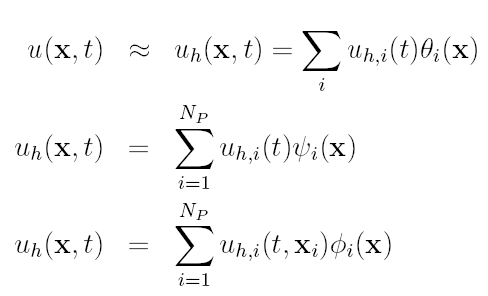 u(𝐱, t) ≈ u_h(𝐱, t) = ∑_i u_{h,i}(t)θ_i(𝐱)
u_h(𝐱, t) = ∑_{i=1}^{N_P} u_{h,i}(t)ψ_i(𝐱)
u_h(𝐱, t) = ∑_{i=1}^{N_P} u_{h,i}(t, 𝐱_i)ϕ_i(𝐱)